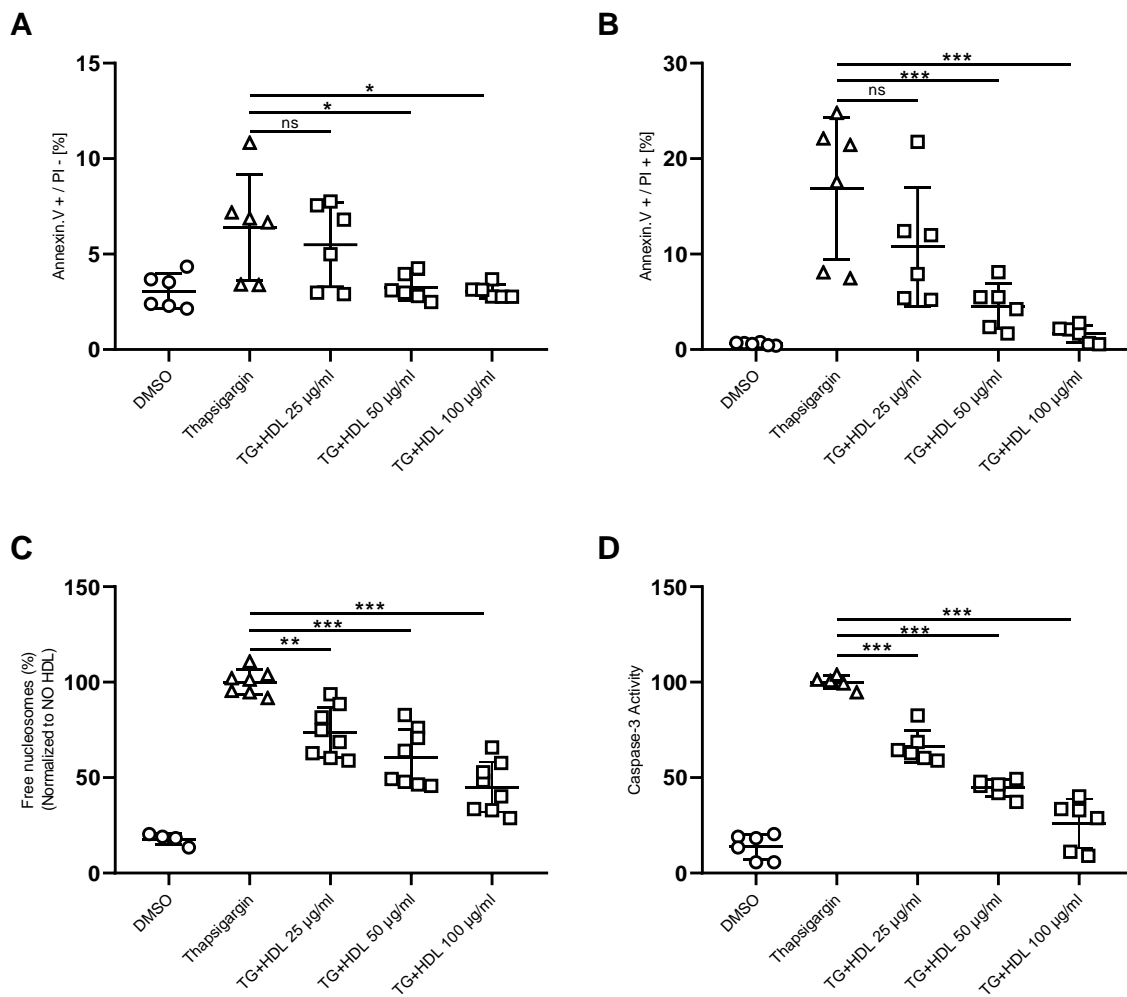 A
Annexin.V + / PI - [%]
15
10
5
0
*
*
ns
DMSO
Thapsigargin
TG+HDL 25 µg/ml
TG+HDL 50 µg/ml
TG+HDL 100 µg/ml
B
Annexin.V + / PI + [%]
30
20
10
0
***
***
ns
DMSO
Thapsigargin
TG+HDL 25 µg/ml
TG+HDL 50 µg/ml
TG+HDL 100 µg/ml
C
Free nucleosomes (%)
(Normalized to NO HDL)
150
100
50
0
***
***
**
DMSO
Thapsigargin
TG+HDL 25 µg/ml
TG+HDL 50 µg/ml
TG+HDL 100 µg/ml
D
Caspase-3 Activity
150
100
50
0
***
***
***
DMSO
Thapsigargin
TG+HDL 25 µg/ml
TG+HDL 50 µg/ml
TG+HDL 100 µg/ml